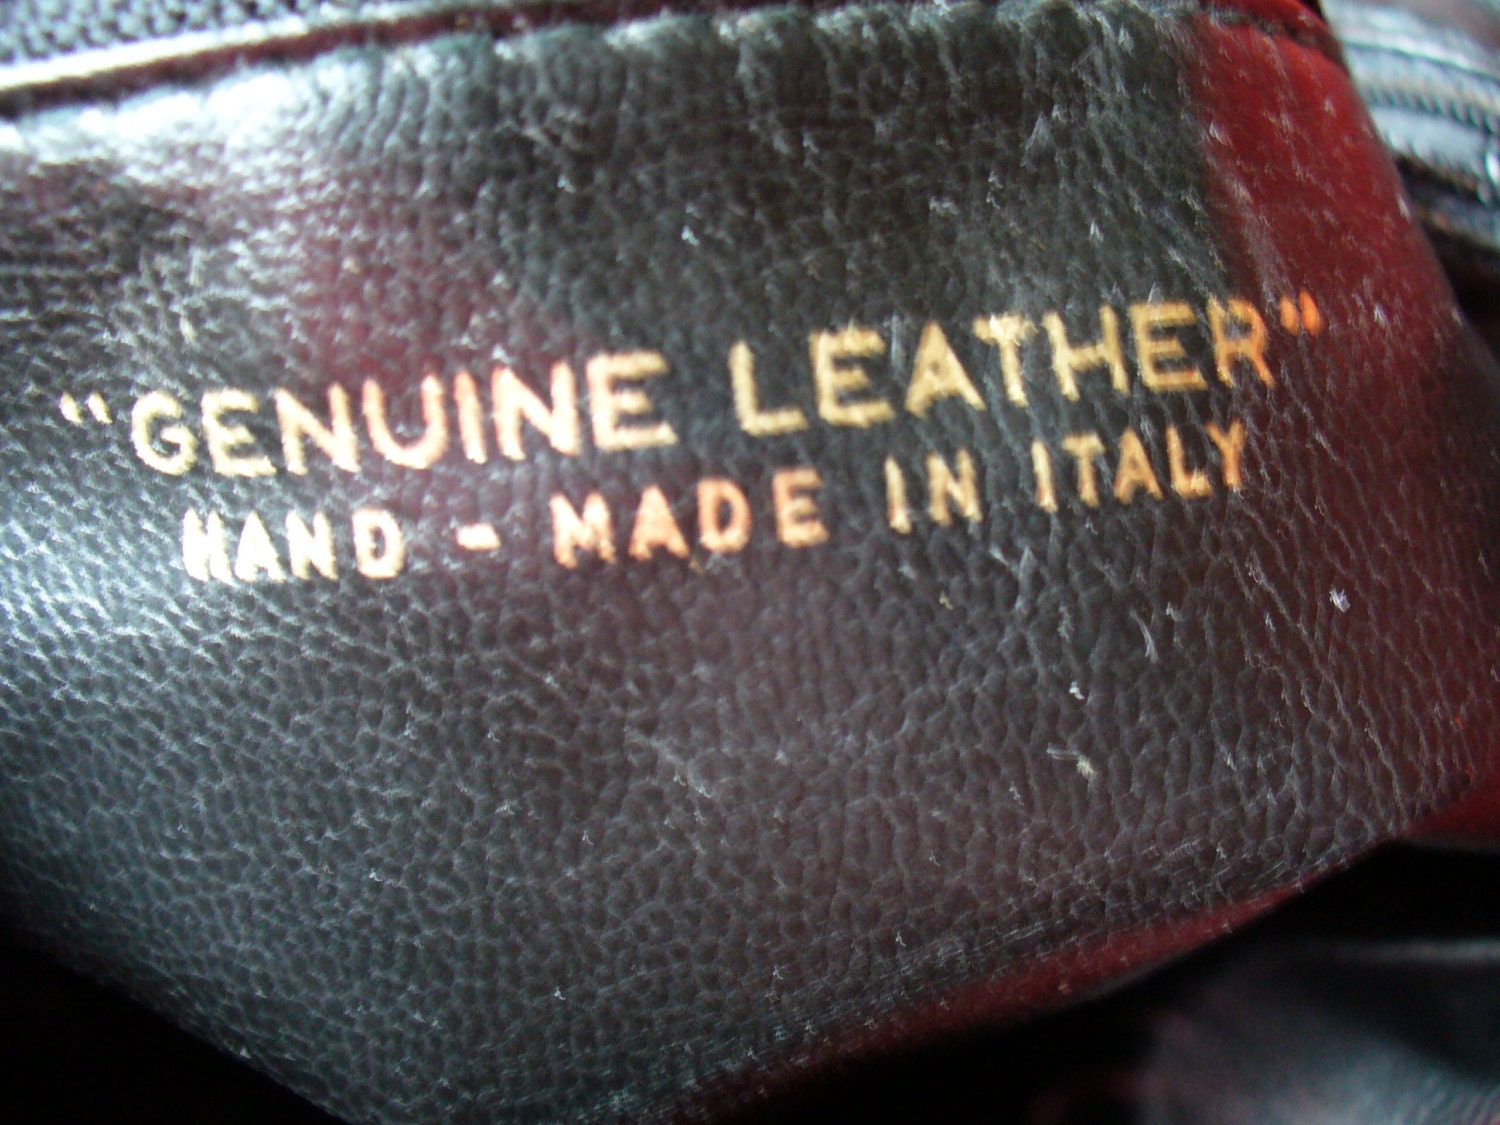 "GENUINE LEATHER"
HAND - MADE IN ITALY